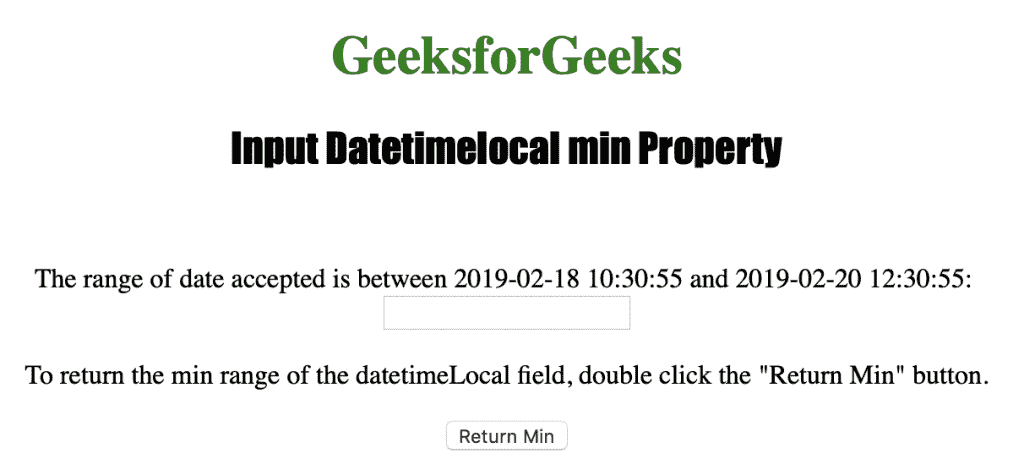 GeeksforGeeks
Input Datetimelocal min Property
The range of date accepted is between 2019-02-18 10:30:55 and 2019-02-20 12:30:55:
To return the min range of the datetimeLocal field, double click the "Return Min" button.
Return Min